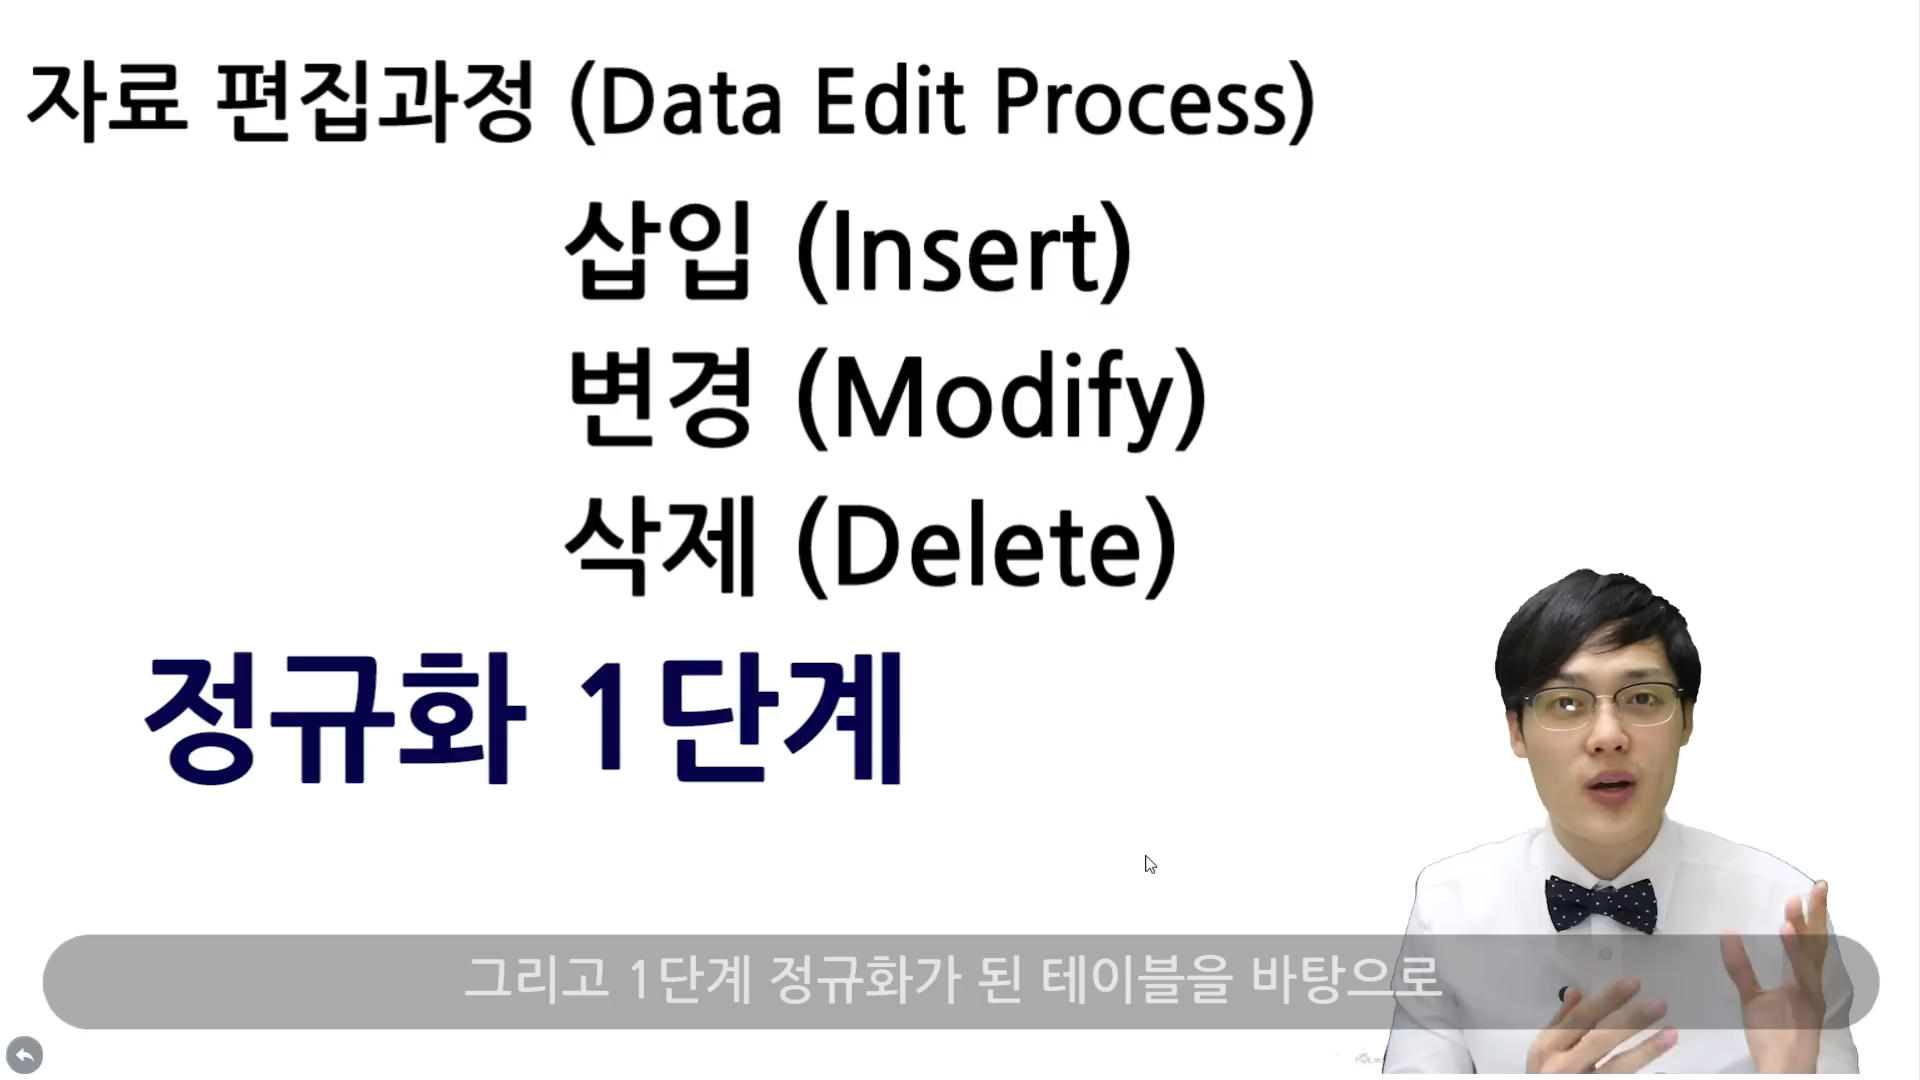 자료 편집과정 (Data Edit Process)
삽입 (Insert)
변경 (Modify)
삭제 (Delete)
정규화 1단계
그리고 1단계 정규화가 된 테이블을 바탕으로